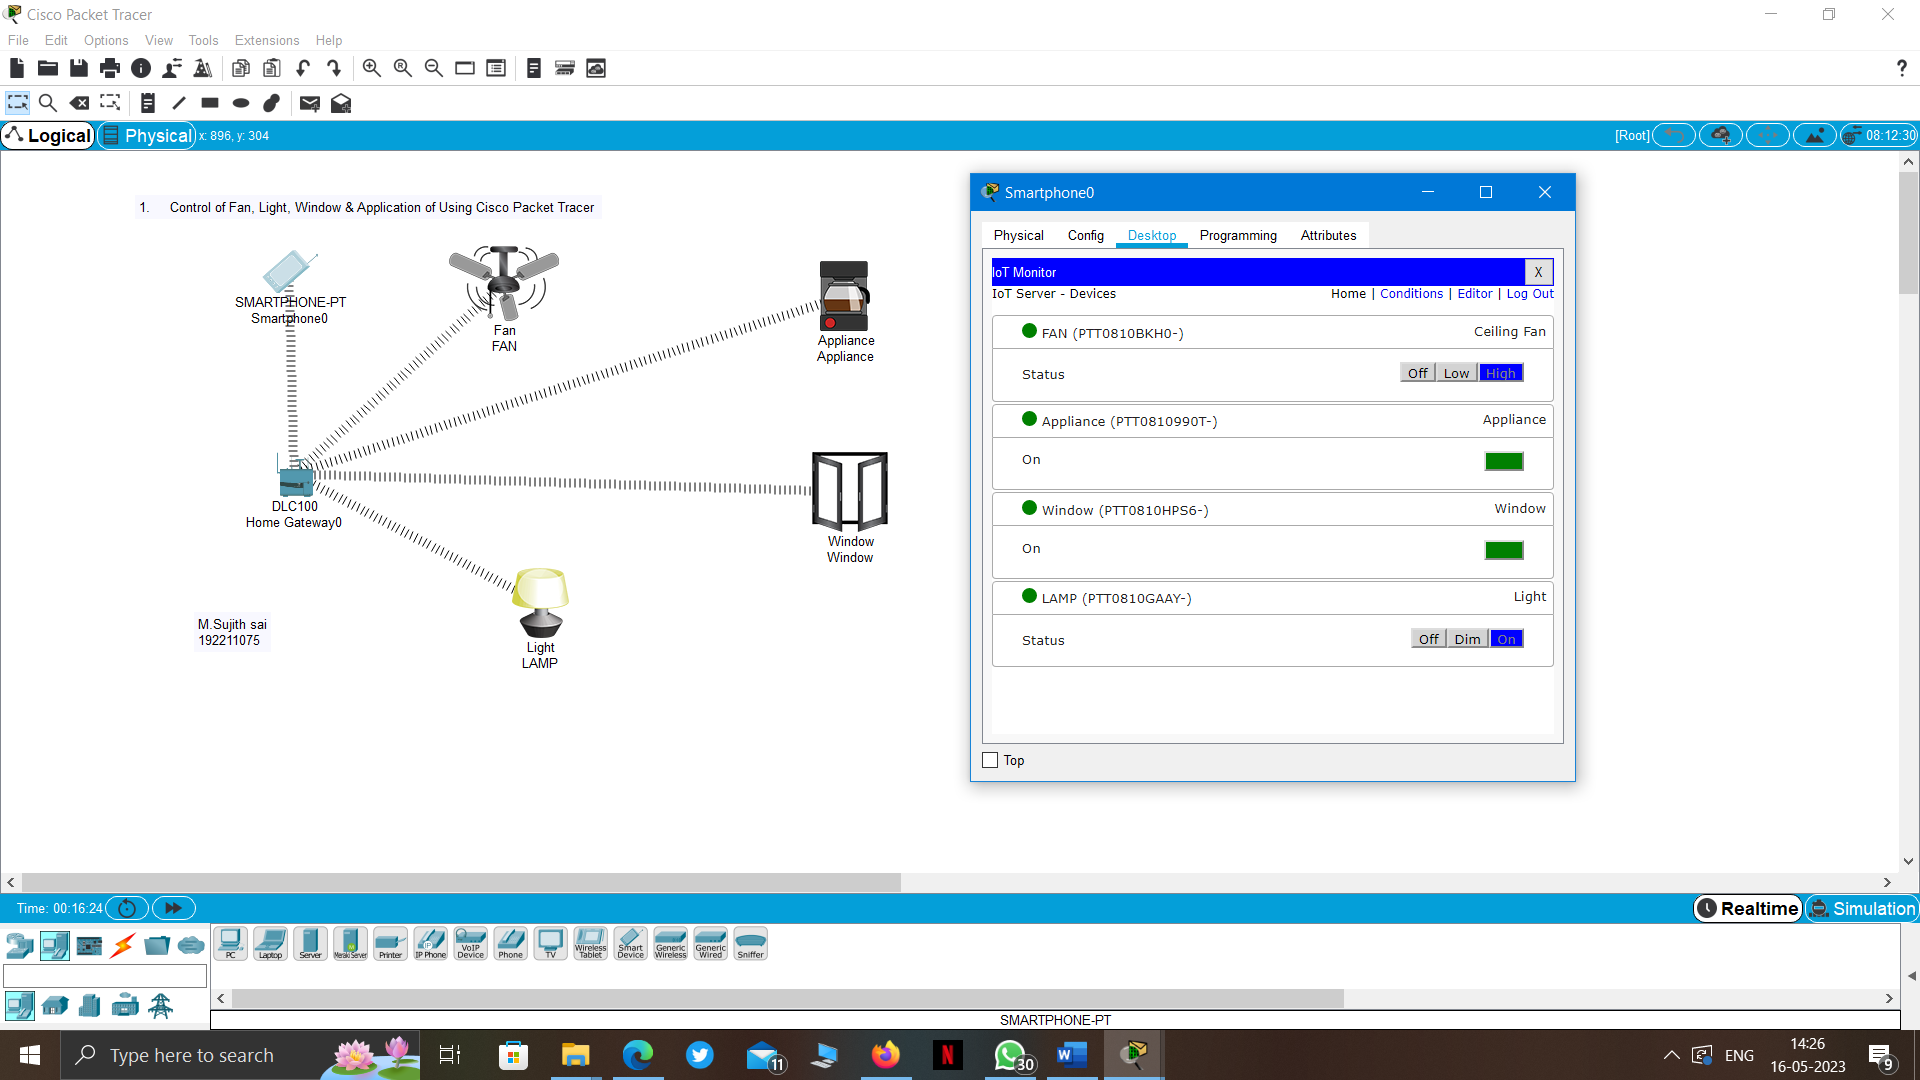 Cisco Packet Tracer
File Edit Options View Tools Extensions Help
?
Logical Physical x: 896, y: 304 [Root] 08:12:30
1. Control of Fan, Light, Window & Application of Using Cisco Packet Tracer
SMARTPHONE-PT
Smartphone0
Fan
FAN
Appliance
Appliance
DLC100
Home Gateway0
Window
Window
Light
LAMP
M.Sujith sai
192211075
Smartphone0
Physical Config Desktop Programming Attributes
IoT Monitor X
IoT Server - Devices Home | Conditions | Editor | Log Out
FAN (PTT0810BKH0-) Ceiling Fan
Status Off Low High
Appliance (PTT0810990T-) Appliance
On
Window (PTT0810HPS6-) Window
On
LAMP (PTT0810GAAY-) Light
Status Off Dim On
Top
Time: 00:16:24 Realtime Simulation
PC Laptop Server Meraki Server Printer IP Phone VoIP Device Phone TV Wireless Tablet Smart Device Generic Wireless Generic Wired Sniffer
SMARTPHONE-PT
Type here to search 11 N 30 ENG 14:26
16-05-2023 9